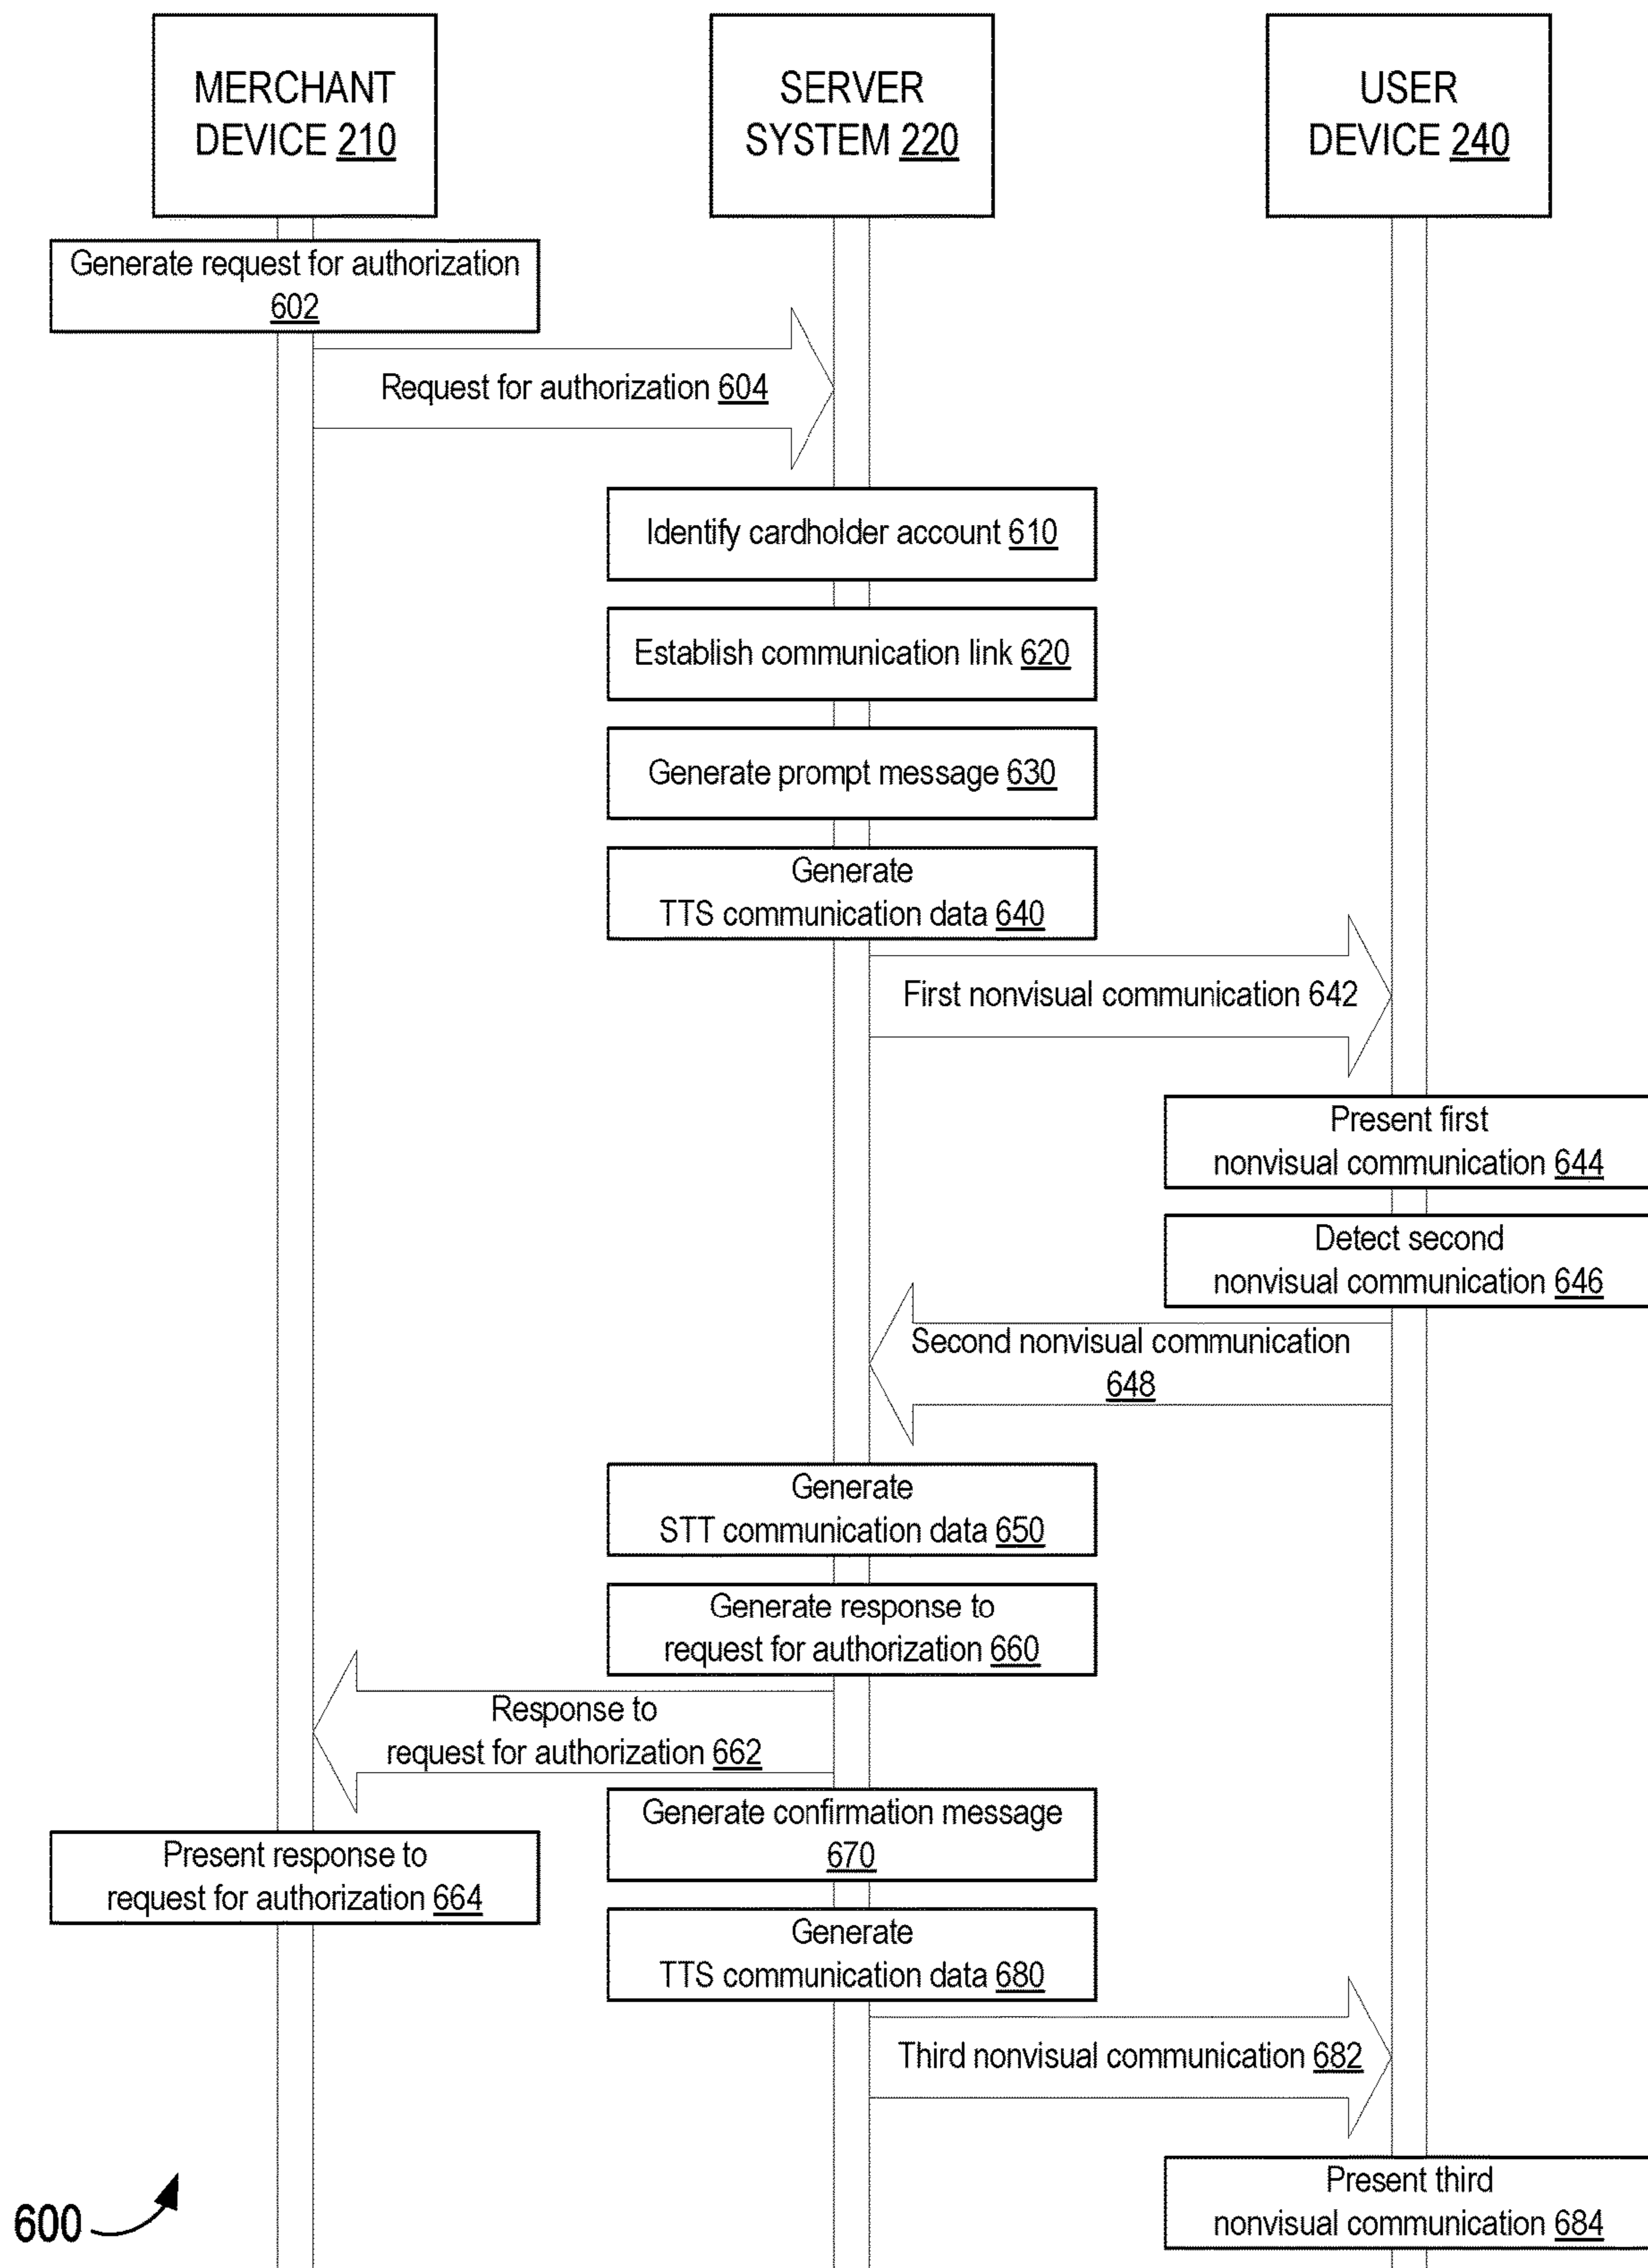 MERCHANT
DEVICE 210
SERVER
SYSTEM 220
USER
DEVICE 240
Generate request for authorization
602
Request for authorization 604
Identify cardholder account 610
Establish communication link 620
Generate prompt message 630
Generate
TTS communication data 640
First nonvisual communication 642
Present first
nonvisual communication 644
Detect second
nonvisual communication 646
Second nonvisual communication
648
Generate
STT communication data 650
Generate response to
request for authorization 660
Response to
request for authorization 662
Generate confirmation message
670
Present response to
request for authorization 664
Generate
TTS communication data 680
Third nonvisual communication 682
Present third
nonvisual communication 684
600